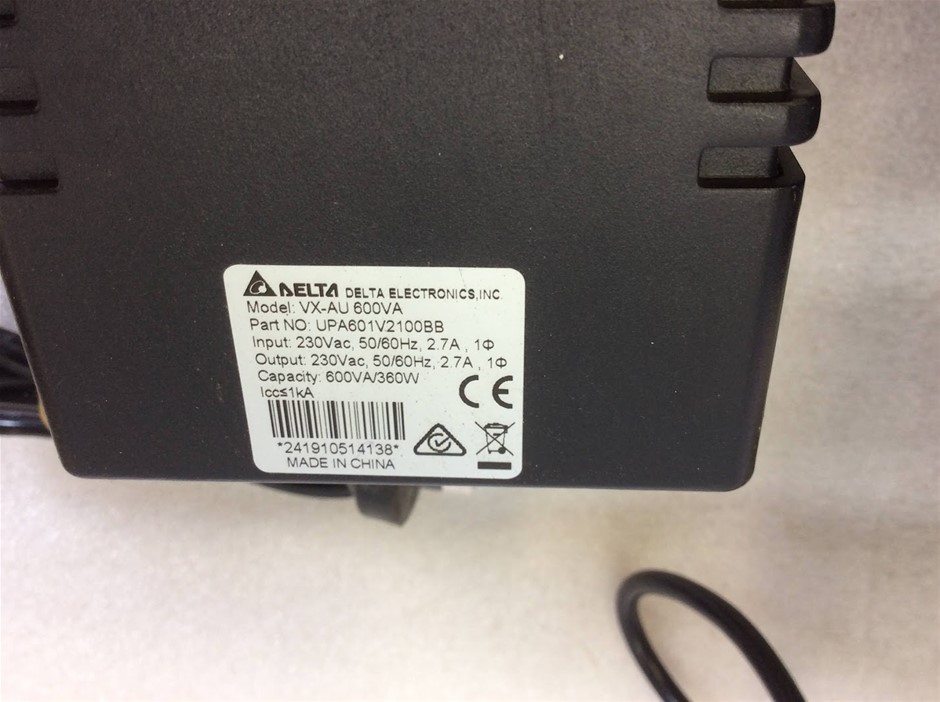 DELTA DELTA ELECTRONICS,INC.
Model: VX-AU 600VA
Part NO: UPA601V2100BB
Input: 230Vac, 50/60Hz, 2.7A , 1Φ
Output: 230Vac, 50/60Hz, 2.7A , 1Φ
Capacity: 600VA/360W
Icc≤1kA
CE
*241910514138*
MADE IN CHINA